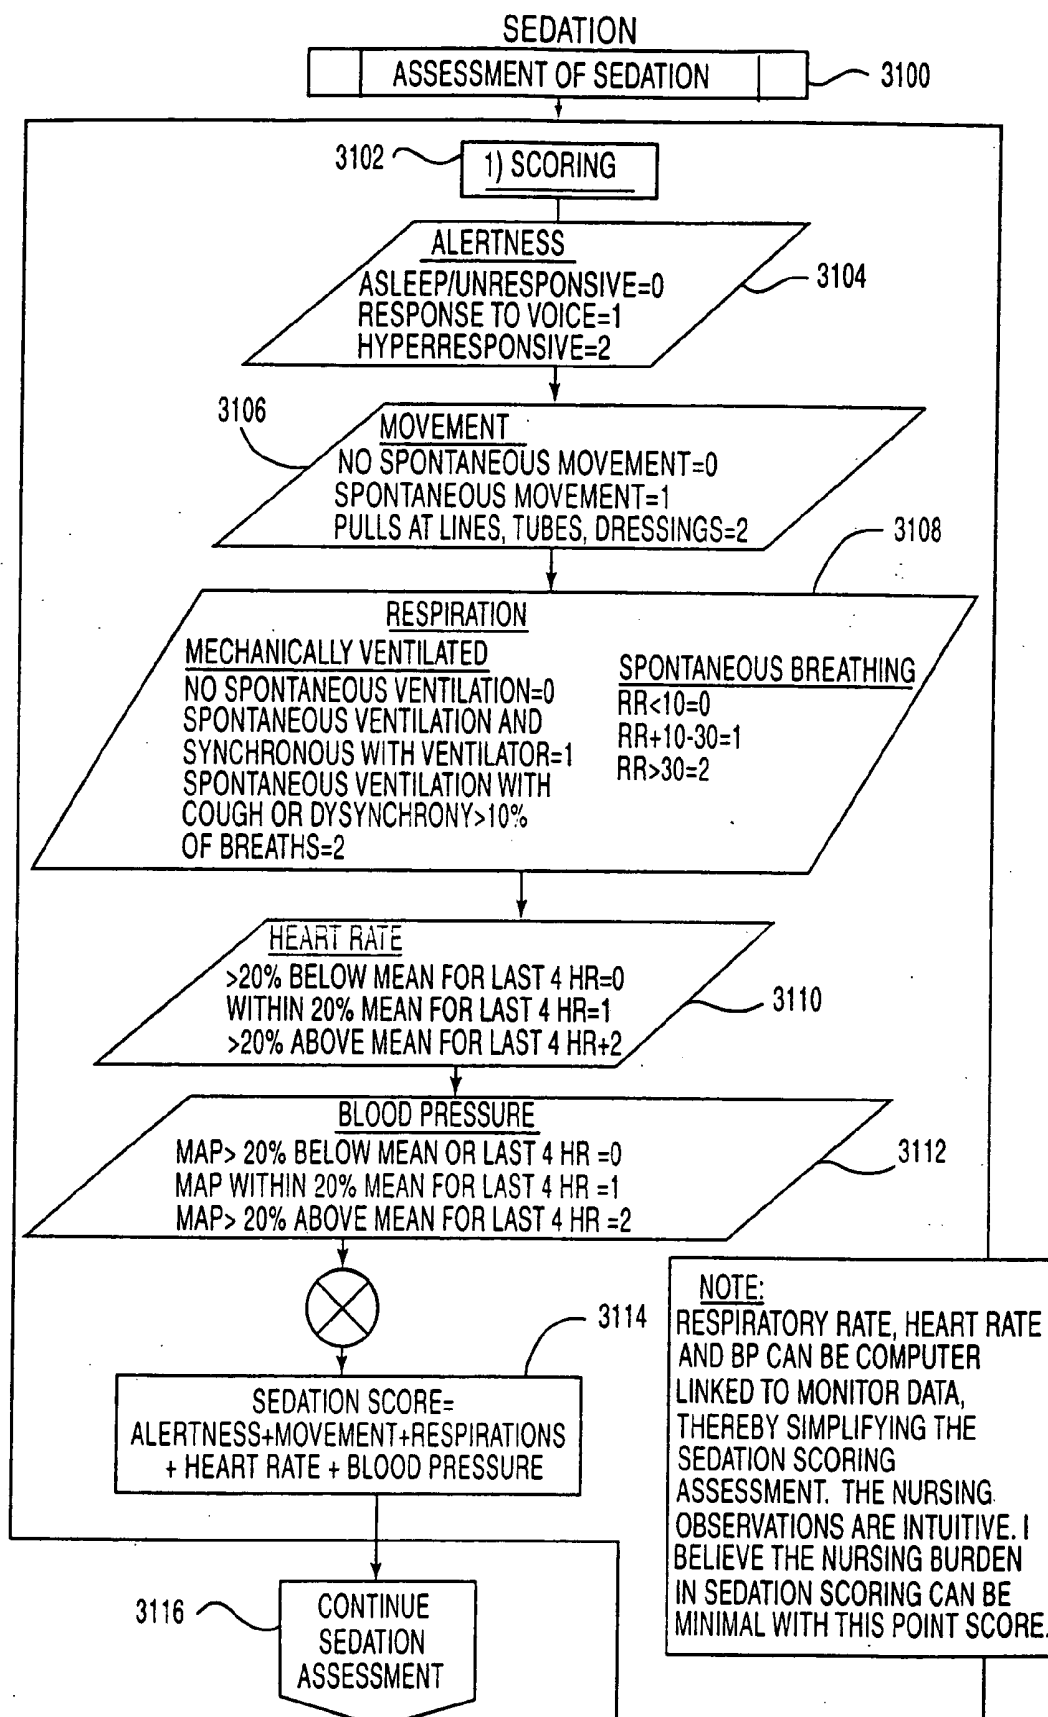 SEDATION
ASSESSMENT OF SEDATION
3100
3102
1) SCORING
ALERTNESS
ASLEEP/UNRESPONSIVE=0
RESPONSE TO VOICE=1
HYPERRESPONSIVE=2
3104
3106
MOVEMENT
NO SPONTANEOUS MOVEMENT=0
SPONTANEOUS MOVEMENT=1
PULLS AT LINES, TUBES, DRESSINGS=2
3108
RESPIRATION
MECHANICALLY VENTILATED
NO SPONTANEOUS VENTILATION=0
SPONTANEOUS VENTILATION AND
SYNCHRONOUS WITH VENTILATOR=1
SPONTANEOUS VENTILATION WITH
COUGH OR DYSYNCHRONY>10%
OF BREATHS=2
SPONTANEOUS BREATHING
RR<10=0
RR+10-30=1
RR>30=2
HEART RATE
>20% BELOW MEAN FOR LAST 4 HR=0
WITHIN 20% MEAN FOR LAST 4 HR=1
>20% ABOVE MEAN FOR LAST 4 HR+2
3110
BLOOD PRESSURE
MAP> 20% BELOW MEAN OR LAST 4 HR =0
MAP WITHIN 20% MEAN FOR LAST 4 HR =1
MAP> 20% ABOVE MEAN FOR LAST 4 HR =2
3112
3114
SEDATION SCORE=
ALERTNESS+MOVEMENT+RESPIRATIONS
+ HEART RATE + BLOOD PRESSURE
NOTE:
RESPIRATORY RATE, HEART RATE
AND BP CAN BE COMPUTER
LINKED TO MONITOR DATA,
THEREBY SIMPLIFYING THE
SEDATION SCORING
ASSESSMENT. THE NURSING
OBSERVATIONS ARE INTUITIVE. I
BELIEVE THE NURSING BURDEN
IN SEDATION SCORING CAN BE
MINIMAL WITH THIS POINT SCORE.
3116
CONTINUE
SEDATION
ASSESSMENT